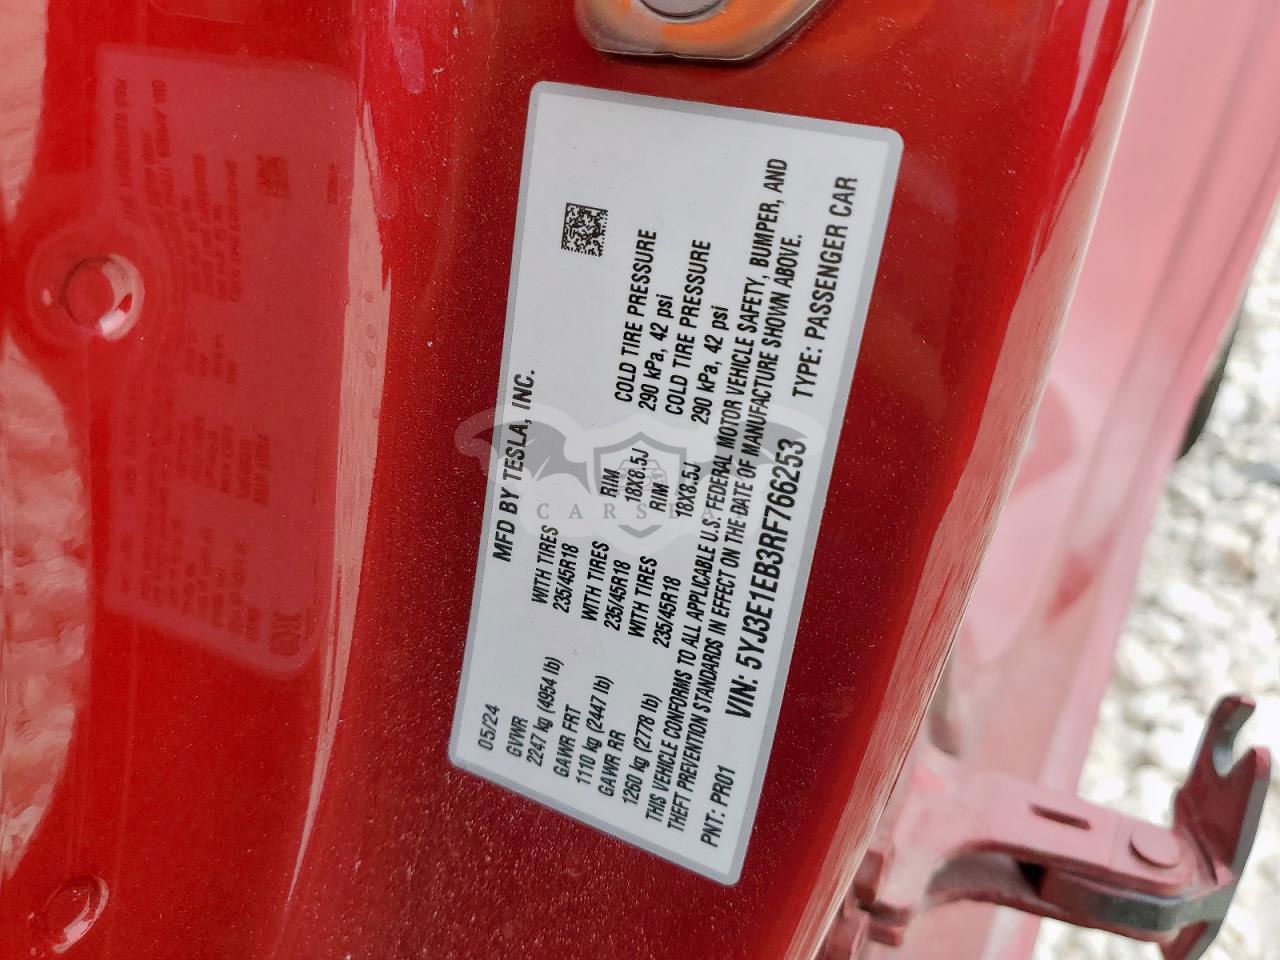 MFD BY TESLA, INC.
05/24
GVWR
2247 kg (4954 lb)
GAWR FRT
1110 kg (2447 lb)
GAWR RR
1260 kg (2778 lb)
WITH TIRES
235/45R18
WITH TIRES
235/45R18
WITH TIRES
235/45R18
RIM
18X8.5J
RIM
18X8.5J
COLD TIRE PRESSURE
290 kPa, 42 psi
COLD TIRE PRESSURE
290 kPa, 42 psi
THIS VEHICLE CONFORMS TO ALL APPLICABLE U.S. FEDERAL MOTOR VEHICLE SAFETY, BUMPER, AND
THEFT PREVENTION STANDARDS IN EFFECT ON THE DATE OF MANUFACTURE SHOWN ABOVE.
PNT: PR01
VIN: 5YJ3E1EB3RF766253
TYPE: PASSENGER CAR